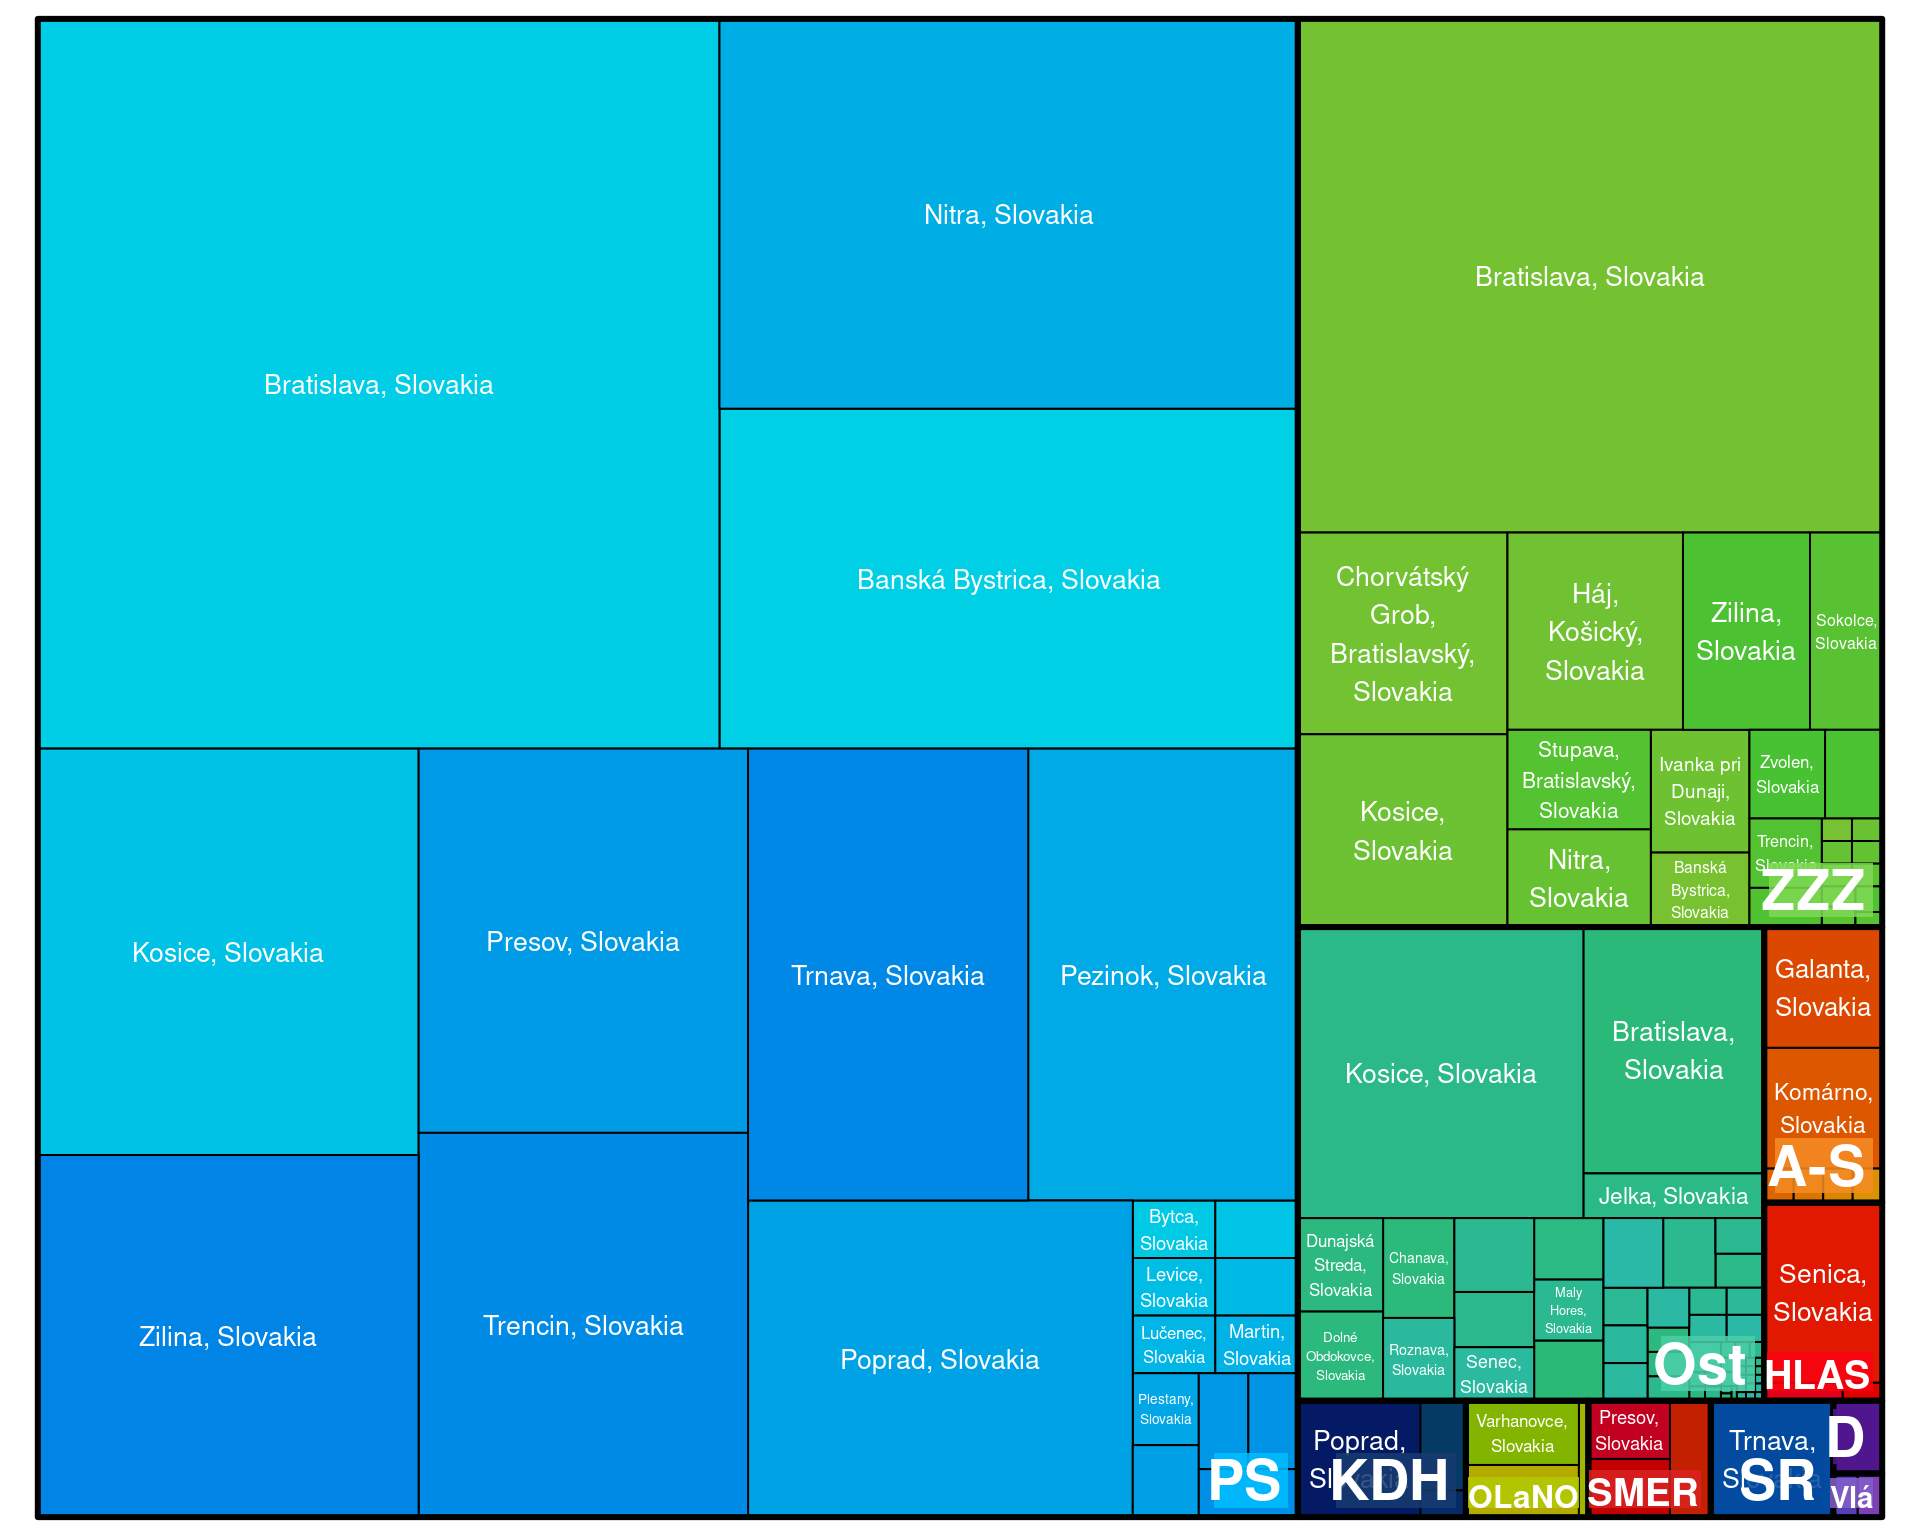 Bratislava, Slovakia
Nitra, Slovakia
Banská Bystrica, Slovakia
Kosice, Slovakia
Presov, Slovakia
Trnava, Slovakia
Pezinok, Slovakia
Zilina, Slovakia
Trencin, Slovakia
Poprad, Slovakia
Bytca,
Slovakia
Levice,
Slovakia
Lučenec,
Slovakia
Martin,
Slovakia
Piestany,
Slovakia
PS
Bratislava, Slovakia
Chorvátský
Grob,
Bratislavský,
Slovakia
Háj,
Košický,
Slovakia
Zilina,
Slovakia
Sokolce,
Slovakia
Kosice,
Slovakia
Stupava,
Bratislavský,
Slovakia
Nitra,
Slovakia
Ivanka pri
Dunaji,
Slovakia
Banská
Bystrica,
Slovakia
Zvolen,
Slovakia
Trencin,
Slovakia
ZZZ
Kosice, Slovakia
Bratislava,
Slovakia
Jelka, Slovakia
Dunajská
Streda,
Slovakia
Chanava,
Slovakia
Dolné
Obdokovce,
Slovakia
Roznava,
Slovakia
Maly
Hores,
Slovakia
Senec,
Slovakia
Ost
Galanta,
Slovakia
Komárno,
Slovakia
A-S
Senica,
Slovakia
HLAS
Poprad,
Slovakia
KDH
Varhanovce,
Slovakia
OLaNO
Presov,
Slovakia
SMER
Trnava,
Slovakia
SR
D
Vlá